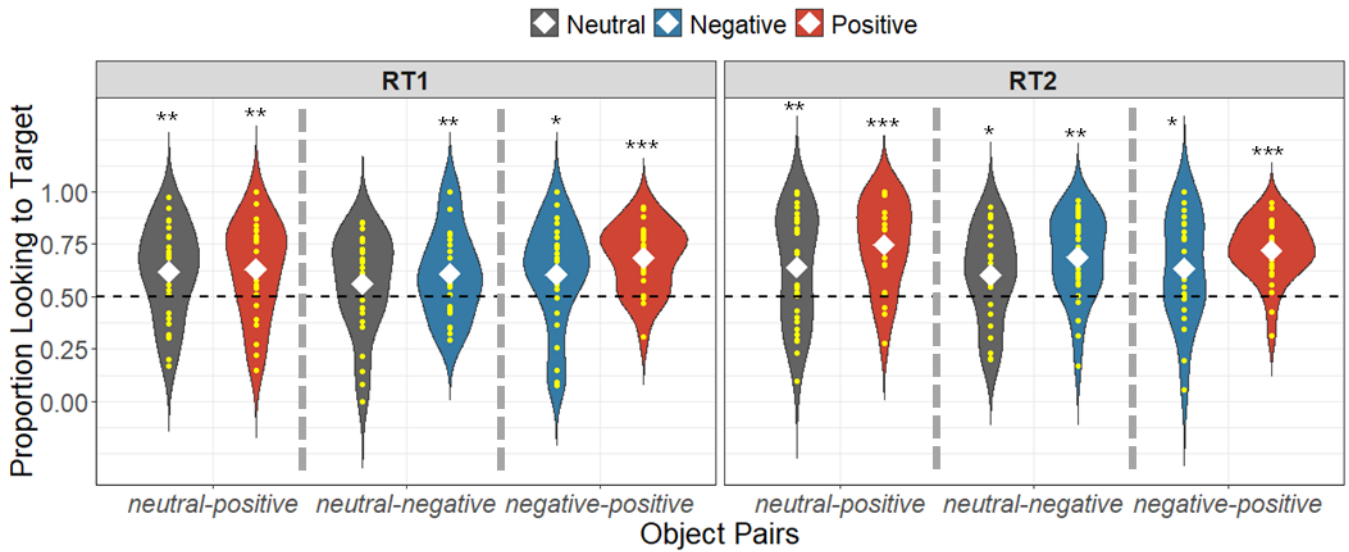 Neutral Negative Positive
RT1 RT2
** ** ** * *** ** *** * ** * ***
Proportion Looking to Target
1.00
0.75
0.50
0.25
0.00
neutral-positive neutral-negative negative-positive neutral-positive neutral-negative negative-positive
Object Pairs